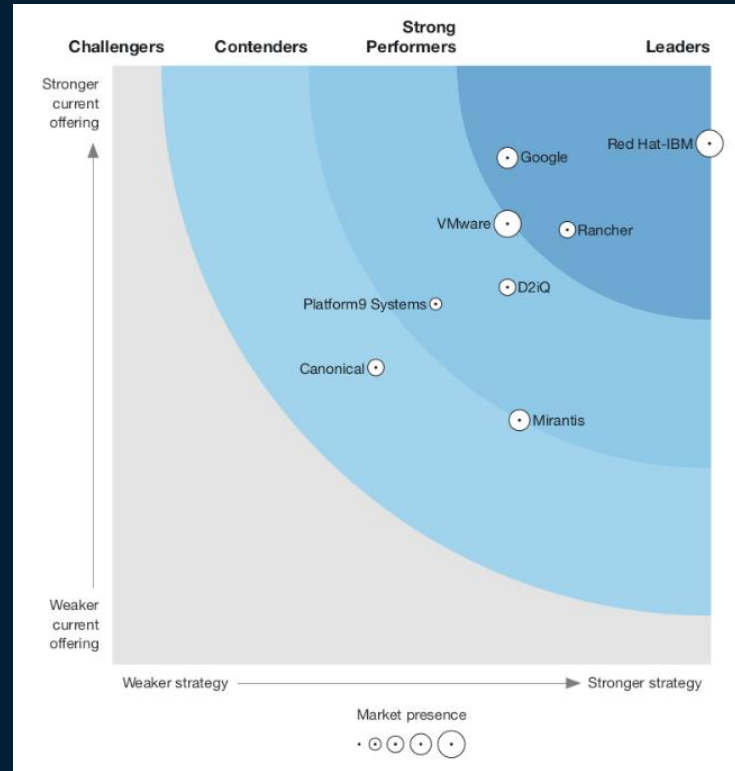 Challengers
Contenders
Strong
Performers
Leaders
Stronger
current
offering
Red Hat-IBM
Google
VMware
Rancher
D2iQ
Platform9 Systems
Canonical
Mirantis
Weaker
current
offering
Weaker strategy
Stronger strategy
Market presence